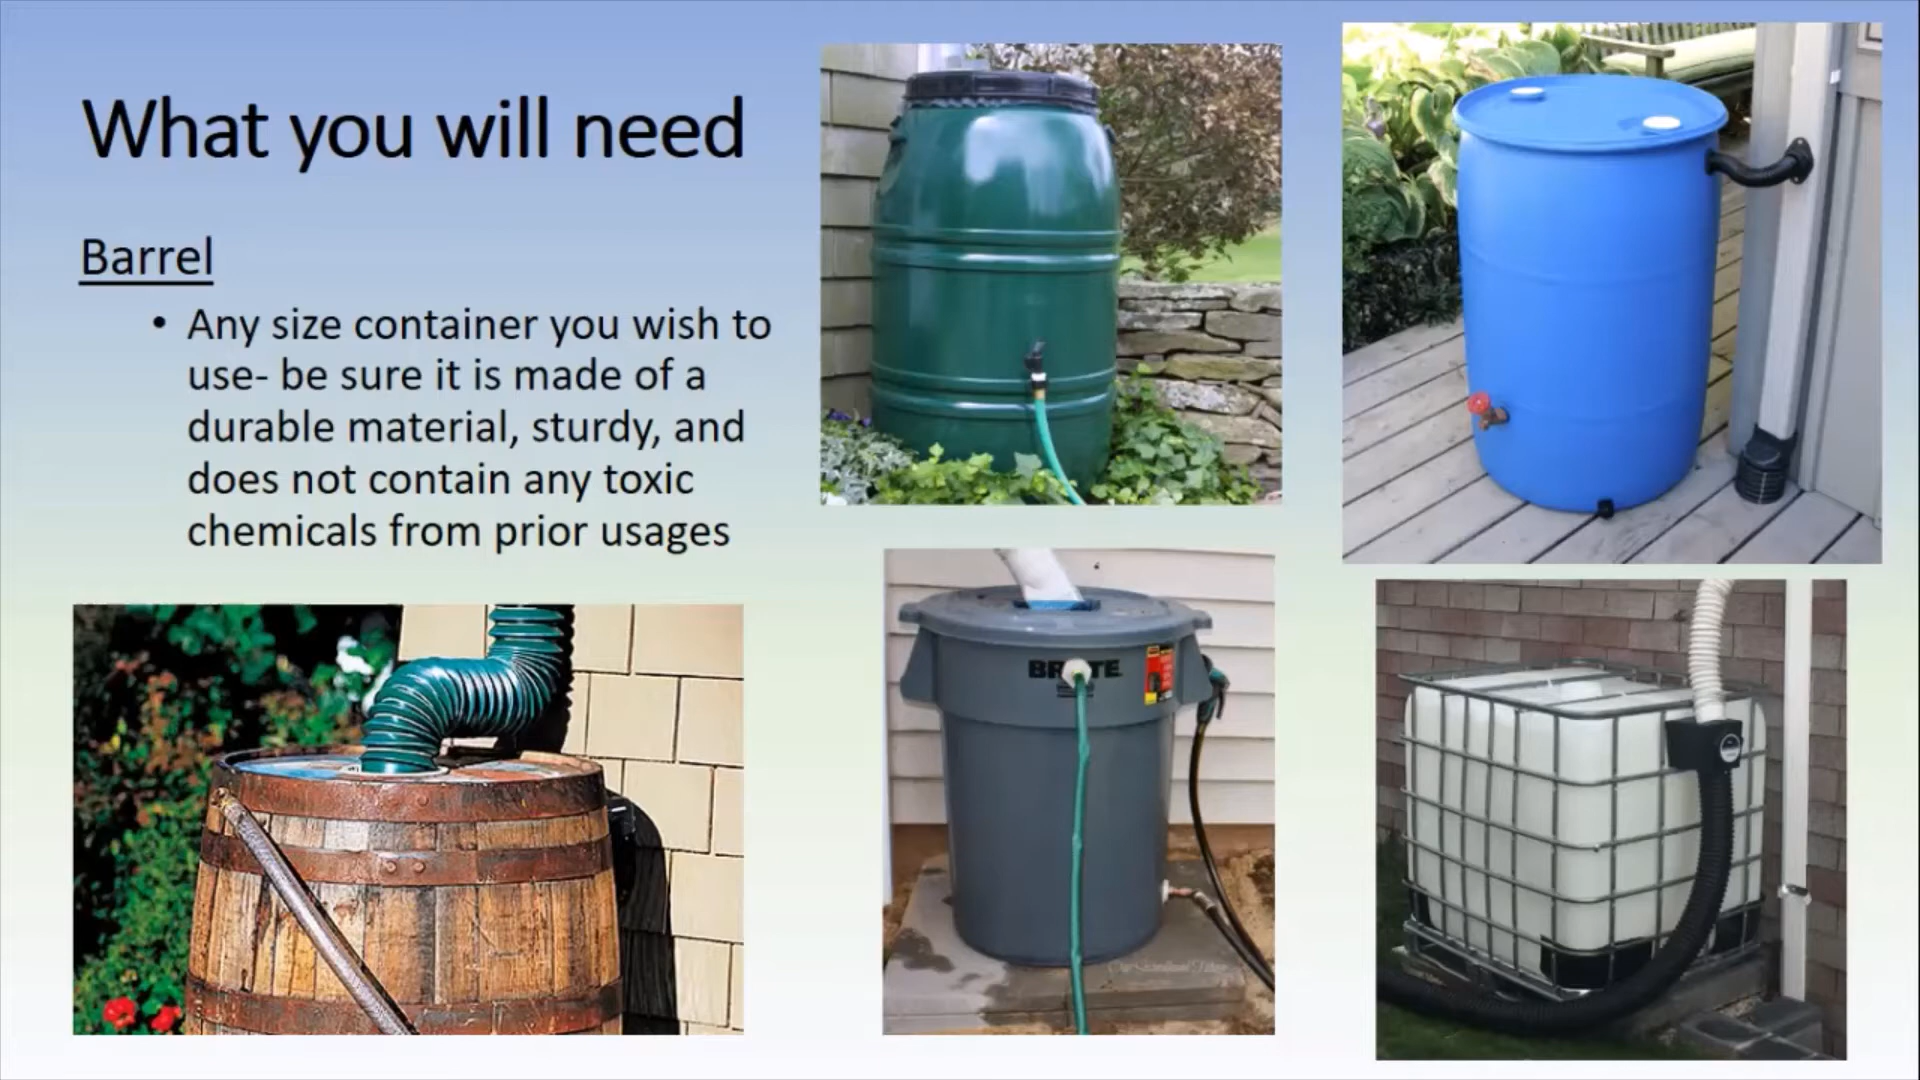 What you will need
Barrel
• Any size container you wish to
use- be sure it is made of a
durable material, sturdy, and
does not contain any toxic
chemicals from prior usages